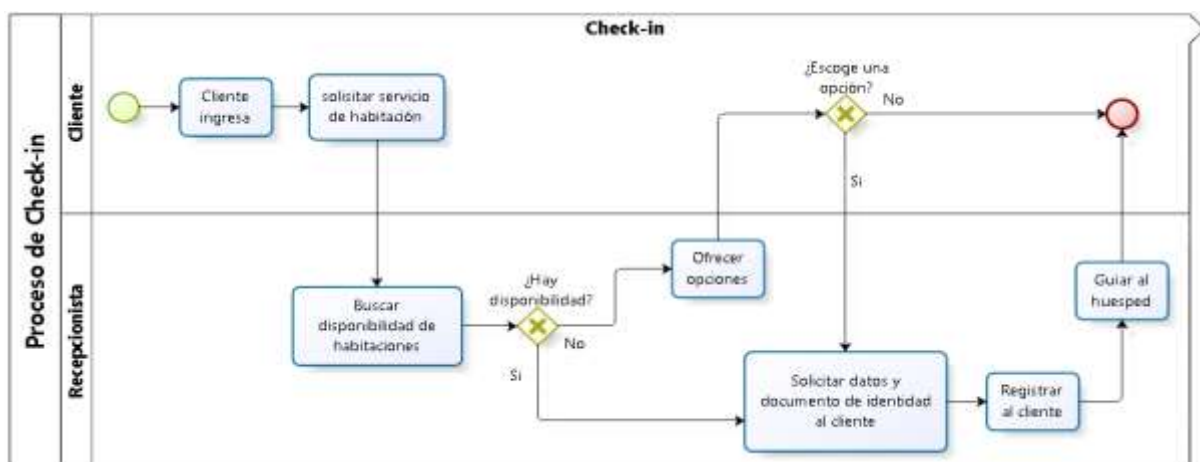 Check-in
Proceso de Check-in
Cliente
Cliente
ingresa
solisitar servicio
de habitación
¿Escoge una
opción?
No
Si
Recepcionista
Buscar
disponibilidad de
habitaciones
¿Hay
disponibilidad?
No
Si
Ofrecer
opciones
Solicitar datos y
documento de identidad
al cliente
Registrar
al cliente
Guiar al
huesped